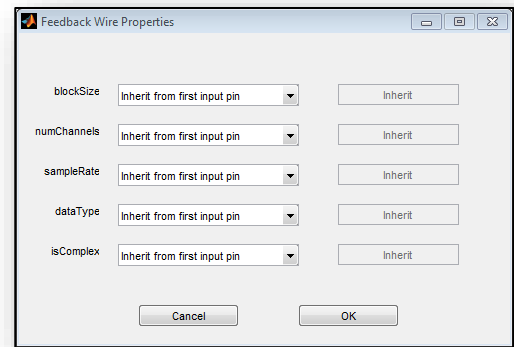 Feedback Wire Properties
blockSize Inherit from first input pin Inherit
numChannels Inherit from first input pin Inherit
sampleRate Inherit from first input pin Inherit
dataType Inherit from first input pin Inherit
isComplex Inherit from first input pin Inherit
Cancel OK